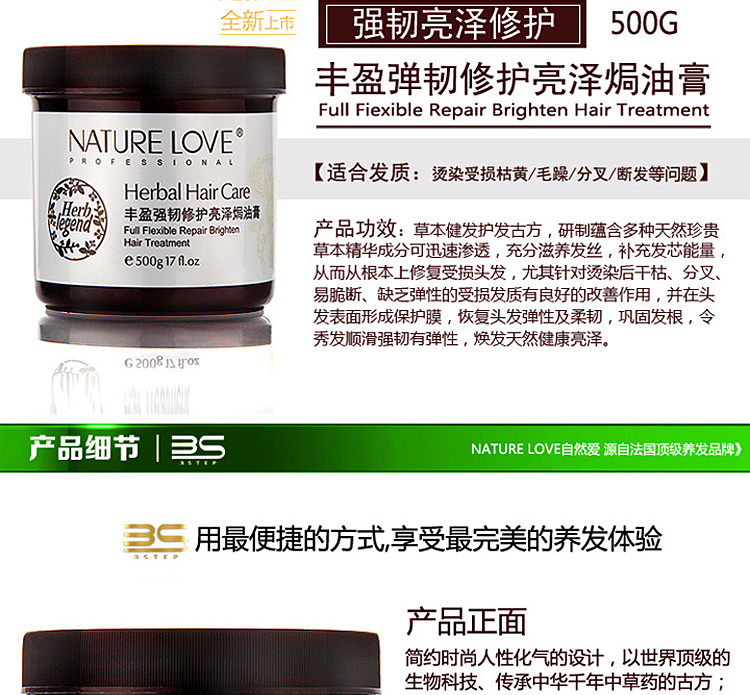 全新上市
强韧亮泽修护 500G
丰盈弹韧修护亮泽焗油膏
Full Fiexible Repair Brighten Hair Treatment
NATURE LOVE®
PROFESSIONAL
Herbal Hair Care
丰盈强韧修护亮泽焗油膏
Full Flexible Repair Brighten
Hair Treatment
e 500g 17 fl.oz
Herb
legend
【适合发质：烫染受损枯黄/毛躁/分叉/断发等问题】
产品功效：草本健发护发古方，研制蕴含多种天然珍贵
草本精华成分可迅速渗透，充分滋养发丝，补充发芯能量，
从而从根本上修复受损头发，尤其针对烫染后干枯、分叉、
易脆断、缺乏弹性的受损发质有良好的改善作用，并在头
发表面形成保护膜，恢复头发弹性及柔韧，巩固发根，令
秀发顺滑强韧有弹性，焕发天然健康亮泽。
产品细节 | 3S
3STEP
NATURE LOVE自然爱 源自法国顶级养发品牌》
3S
3STEP
用最便捷的方式,享受最完美的养发体验
产品正面
简约时尚人性化气的设计，以世界顶级的
生物科技、传承中华千年中草药的古方；